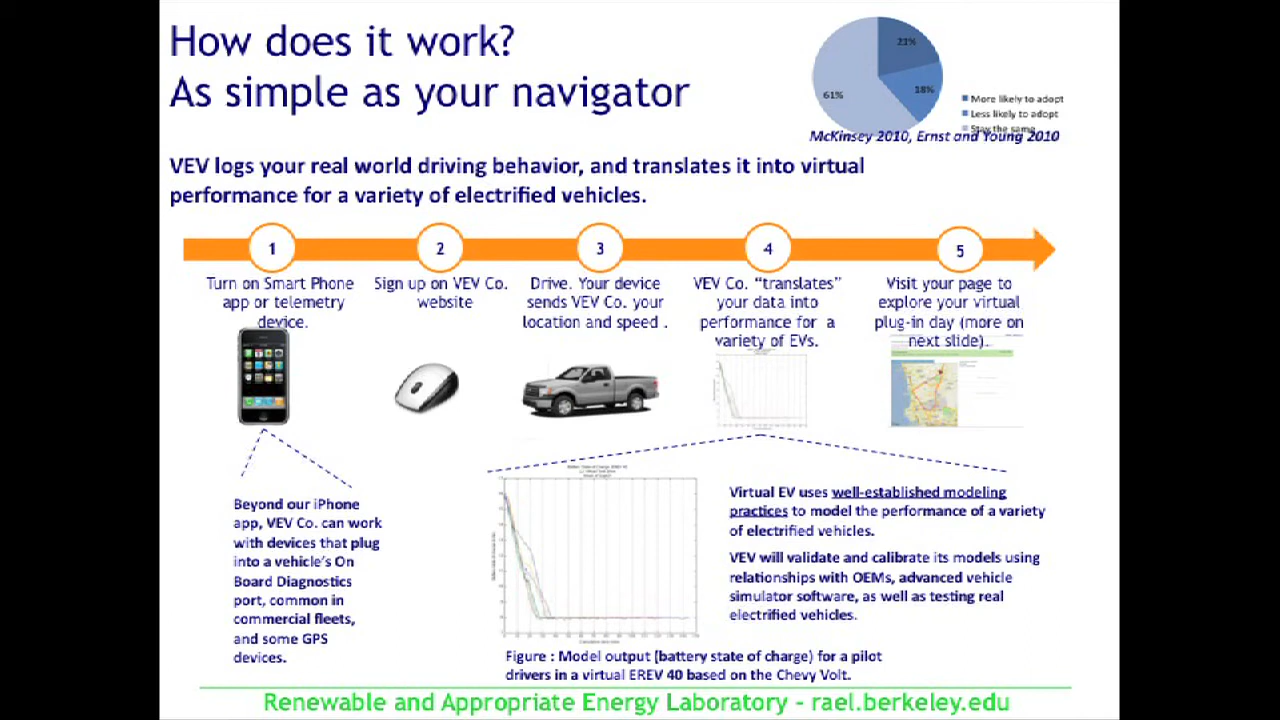 How does it work?
As simple as your navigator
21%
18%
61%
More likely to adopt
Less likely to adopt
Stay the same
McKinsey 2010, Ernst and Young 2010
VEV logs your real world driving behavior, and translates it into virtual
performance for a variety of electrified vehicles.
1
2
3
4
5
Turn on Smart Phone
app or telemetry
device.
Sign up on VEV Co.
website
Drive. Your device
sends VEV Co. your
location and speed .
VEV Co. “translates”
your data into
performance for a
variety of EVs.
Visit your page to
explore your virtual
plug-in day (more on
next slide).
Beyond our iPhone
app, VEV Co. can work
with devices that plug
into a vehicle’s On
Board Diagnostics
port, common in
commercial fleets,
and some GPS
devices.
Virtual EV uses well-established modeling
practices to model the performance of a variety
of electrified vehicles.
VEV will validate and calibrate its models using
relationships with OEMs, advanced vehicle
simulator software, as well as testing real
electrified vehicles.
Figure : Model output (battery state of charge) for a pilot
drivers in a virtual EREV 40 based on the Chevy Volt.
Renewable and Appropriate Energy Laboratory - rael.berkeley.edu